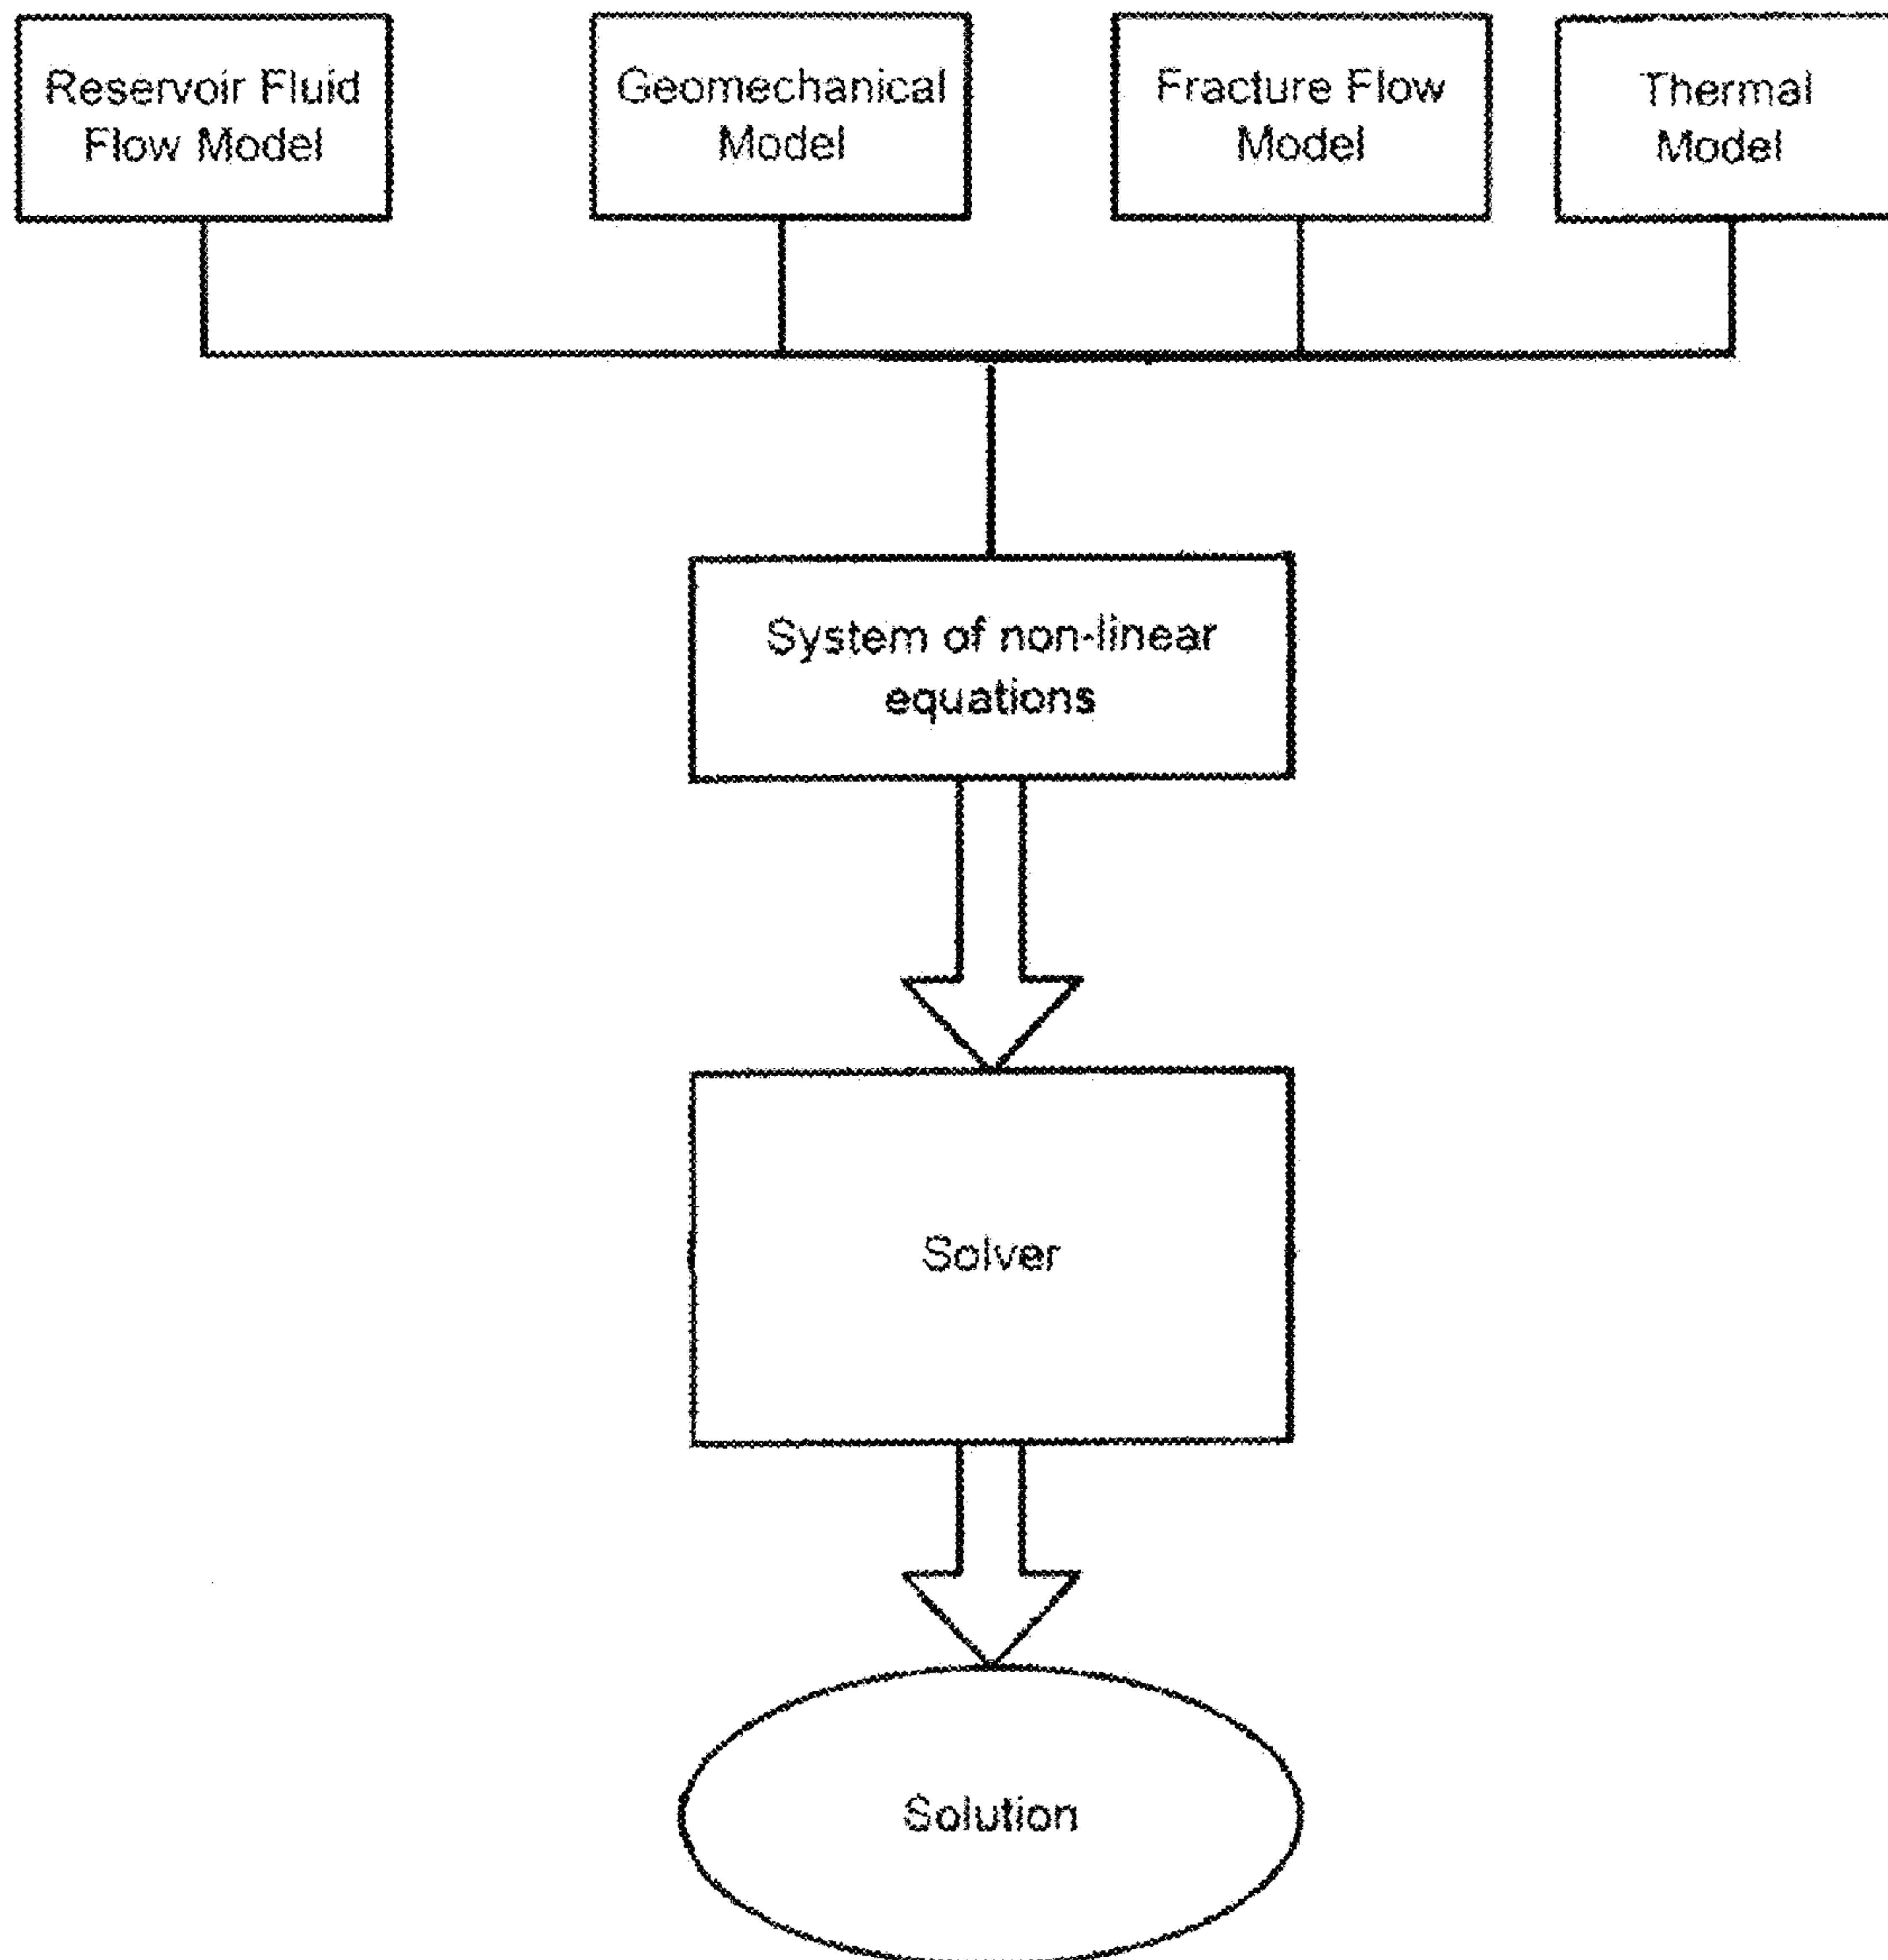 Reservoir Fluid
Flow Model
Geomechanical
Model
Fracture Flow
Model
Thermal
Model
System of non-linear
equations
Solver
Solution